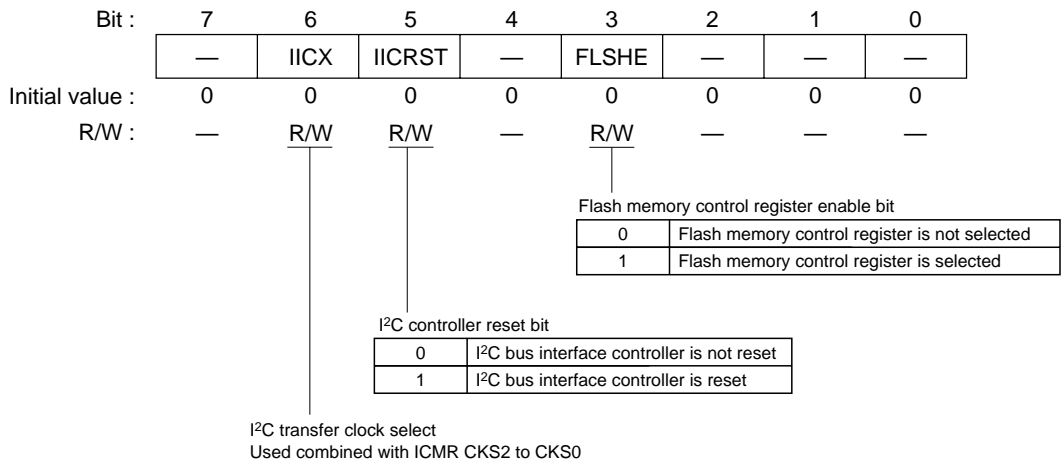 Bit : 7 6 5 4 3 2 1 0
— IICX IICRST — FLSHE — — —
Initial value : 0 0 0 0 0 0 0 0
R/W : — R/W R/W — R/W — — —
Flash memory control register enable bit
0 Flash memory control register is not selected
1 Flash memory control register is selected
I²C controller reset bit
0 I²C bus interface controller is not reset
1 I²C bus interface controller is reset
I²C transfer clock select
Used combined with ICMR CKS2 to CKS0